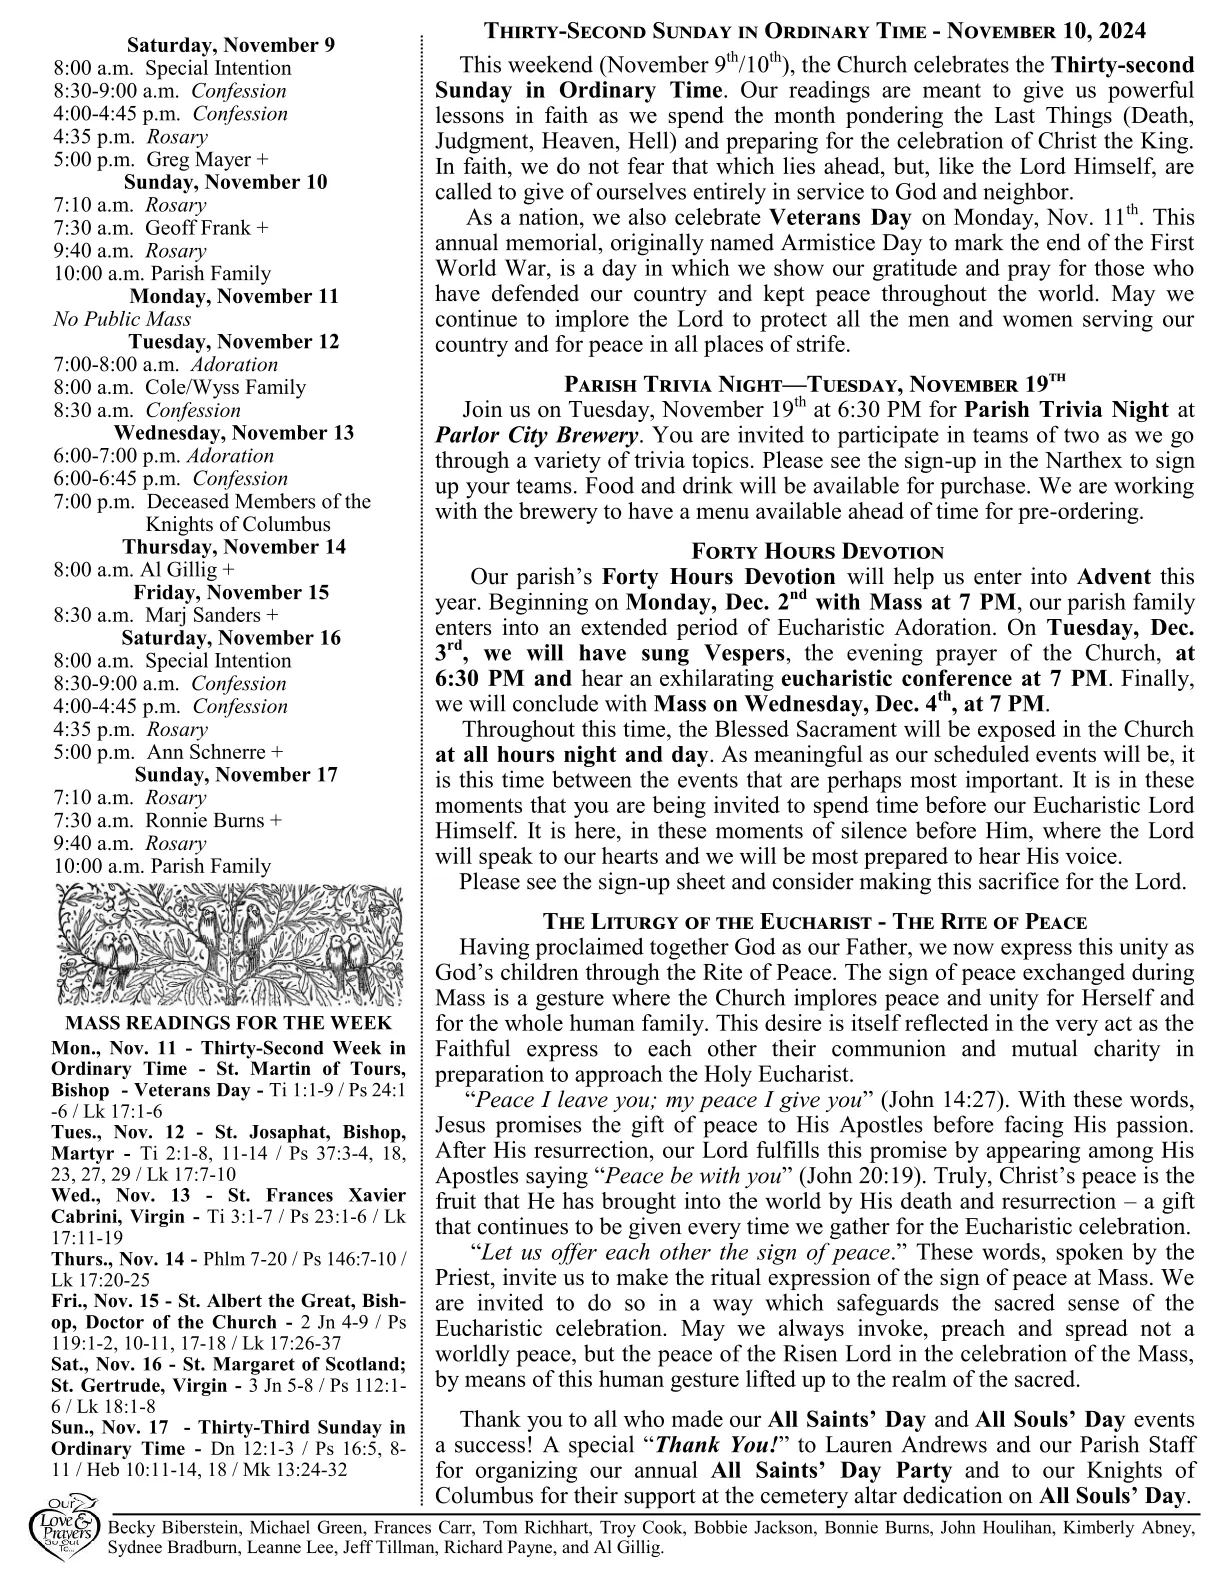 Saturday, November 9
8:00 a.m.  Special Intention
8:30-9:00 a.m.  Confession
4:00-4:45 p.m.  Confession
4:35 p.m.  Rosary
5:00 p.m.  Greg Mayer +
Sunday, November 10
7:10 a.m.  Rosary
7:30 a.m.  Geoff Frank +
9:40 a.m.  Rosary
10:00 a.m. Parish Family
Monday, November 11
No Public Mass
Tuesday, November 12
7:00-8:00 a.m.  Adoration
8:00 a.m.  Cole/Wyss Family
8:30 a.m.  Confession
Wednesday, November 13
6:00-7:00 p.m. Adoration
6:00-6:45 p.m.  Confession
7:00 p.m.  Deceased Members of the
Knights of Columbus
Thursday, November 14
8:00 a.m. Al Gillig +
Friday, November 15
8:30 a.m.  Marj Sanders +
Saturday, November 16
8:00 a.m.  Special Intention
8:30-9:00 a.m.  Confession
4:00-4:45 p.m.  Confession
4:35 p.m.  Rosary
5:00 p.m.  Ann Schnerre +
Sunday, November 17
7:10 a.m.  Rosary
7:30 a.m.  Ronnie Burns +
9:40 a.m.  Rosary
10:00 a.m. Parish Family
MASS READINGS FOR THE WEEK
Mon., Nov. 11 - Thirty-Second Week in
Ordinary Time - St. Martin of Tours,
Bishop  - Veterans Day - Ti 1:1-9 / Ps 24:1
-6 / Lk 17:1-6
Tues., Nov. 12 - St. Josaphat, Bishop,
Martyr - Ti 2:1-8, 11-14 / Ps 37:3-4, 18,
23, 27, 29 / Lk 17:7-10
Wed., Nov. 13 - St. Frances Xavier
Cabrini, Virgin - Ti 3:1-7 / Ps 23:1-6 / Lk
17:11-19
Thurs., Nov. 14 - Phlm 7-20 / Ps 146:7-10 /
Lk 17:20-25
Fri., Nov. 15 - St. Albert the Great, Bish-
op, Doctor of the Church - 2 Jn 4-9 / Ps
119:1-2, 10-11, 17-18 / Lk 17:26-37
Sat., Nov. 16 - St. Margaret of Scotland;
St. Gertrude, Virgin - 3 Jn 5-8 / Ps 112:1-
6 / Lk 18:1-8
Sun., Nov. 17  - Thirty-Third Sunday in
Ordinary Time - Dn 12:1-3 / Ps 16:5, 8-
11 / Heb 10:11-14, 18 / Mk 13:24-32
Thirty-Second Sunday in Ordinary Time - November 10, 2024
This weekend (November 9th/10th), the Church celebrates the Thirty-second
Sunday in Ordinary Time. Our readings are meant to give us powerful
lessons in faith as we spend the month pondering the Last Things (Death,
Judgment, Heaven, Hell) and preparing for the celebration of Christ the King.
In faith, we do not fear that which lies ahead, but, like the Lord Himself, are
called to give of ourselves entirely in service to God and neighbor.
As a nation, we also celebrate Veterans Day on Monday, Nov. 11th. This
annual memorial, originally named Armistice Day to mark the end of the First
World War, is a day in which we show our gratitude and pray for those who
have defended our country and kept peace throughout the world. May we
continue to implore the Lord to protect all the men and women serving our
country and for peace in all places of strife.
Parish Trivia Night—Tuesday, November 19th
Join us on Tuesday, November 19th at 6:30 PM for Parish Trivia Night at
Parlor City Brewery. You are invited to participate in teams of two as we go
through a variety of trivia topics. Please see the sign-up in the Narthex to sign
up your teams. Food and drink will be available for purchase. We are working
with the brewery to have a menu available ahead of time for pre-ordering.
Forty Hours Devotion
Our parish’s Forty Hours Devotion will help us enter into Advent this
year. Beginning on Monday, Dec. 2nd with Mass at 7 PM, our parish family
enters into an extended period of Eucharistic Adoration. On Tuesday, Dec.
3rd, we will have sung Vespers, the evening prayer of the Church, at
6:30 PM and hear an exhilarating eucharistic conference at 7 PM. Finally,
we will conclude with Mass on Wednesday, Dec. 4th, at 7 PM.
Throughout this time, the Blessed Sacrament will be exposed in the Church
at all hours night and day. As meaningful as our scheduled events will be, it
is this time between the events that are perhaps most important. It is in these
moments that you are being invited to spend time before our Eucharistic Lord
Himself. It is here, in these moments of silence before Him, where the Lord
will speak to our hearts and we will be most prepared to hear His voice.
Please see the sign-up sheet and consider making this sacrifice for the Lord.
The Liturgy of the Eucharist - The Rite of Peace
Having proclaimed together God as our Father, we now express this unity as
God’s children through the Rite of Peace. The sign of peace exchanged during
Mass is a gesture where the Church implores peace and unity for Herself and
for the whole human family. This desire is itself reflected in the very act as the
Faithful express to each other their communion and mutual charity in
preparation to approach the Holy Eucharist.
“Peace I leave you; my peace I give you” (John 14:27). With these words,
Jesus promises the gift of peace to His Apostles before facing His passion.
After His resurrection, our Lord fulfills this promise by appearing among His
Apostles saying “Peace be with you” (John 20:19). Truly, Christ’s peace is the
fruit that He has brought into the world by His death and resurrection – a gift
that continues to be given every time we gather for the Eucharistic celebration.
“Let us offer each other the sign of peace.” These words, spoken by the
Priest, invite us to make the ritual expression of the sign of peace at Mass. We
are invited to do so in a way which safeguards the sacred sense of the
Eucharistic celebration. May we always invoke, preach and spread not a
worldly peace, but the peace of the Risen Lord in the celebration of the Mass,
by means of this human gesture lifted up to the realm of the sacred.
Thank you to all who made our All Saints’ Day and All Souls’ Day events
a success! A special “Thank You!” to Lauren Andrews and our Parish Staff
for organizing our annual All Saints’ Day Party and to our Knights of
Columbus for their support at the cemetery altar dedication on All Souls’ Day.
Our
Love &
Prayers
Go Out
To...
Becky Biberstein, Michael Green, Frances Carr, Tom Richhart, Troy Cook, Bobbie Jackson, Bonnie Burns, John Houlihan, Kimberly Abney,
Sydnee Bradburn, Leanne Lee, Jeff Tillman, Richard Payne, and Al Gillig.